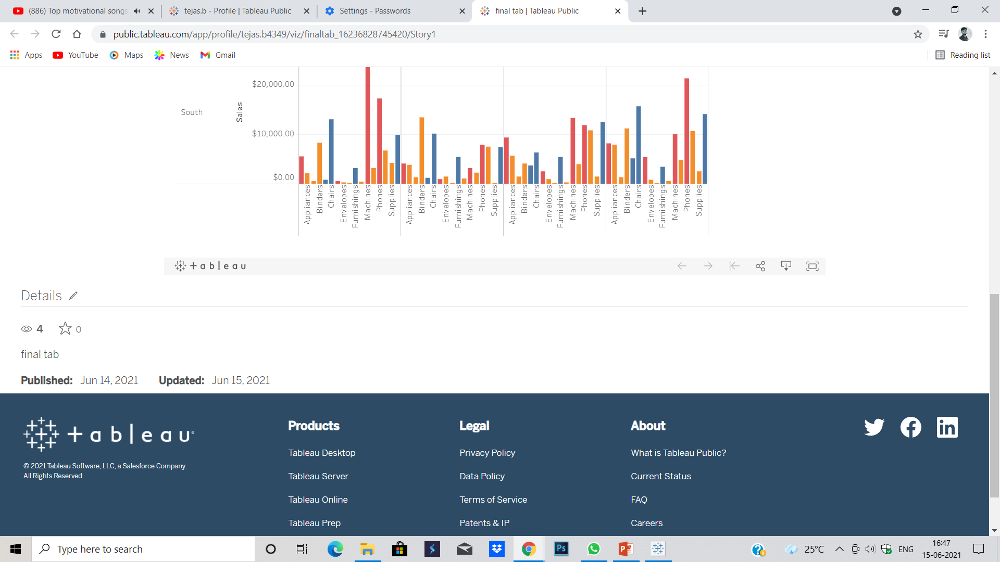 (886) Top motivational songs
tejas.b - Profile | Tableau Public
Settings - Passwords
final tab | Tableau Public
public.tableau.com/app/profile/tejas.b4349/viz/finaltab_16236828745420/Story1
Apps
YouTube
Maps
News
Gmail
Reading list
$20,000.00
South
Sales
$10,000.00
$0.00
Appliances
Binders
Chairs
Envelopes
Furnishings
Machines
Phones
Supplies
Appliances
Binders
Chairs
Envelopes
Furnishings
Machines
Phones
Supplies
Appliances
Binders
Chairs
Envelopes
Furnishings
Machines
Phones
Supplies
Appliances
Binders
Chairs
Envelopes
Furnishings
Machines
Phones
Supplies
+ableau
Details
4
0
final tab
Published: Jun 14, 2021 Updated: Jun 15, 2021
+ableau®
© 2021 Tableau Software, LLC, a Salesforce Company.
All Rights Reserved.
Products
Tableau Desktop
Tableau Server
Tableau Online
Tableau Prep
Legal
Privacy Policy
Data Policy
Terms of Service
Patents & IP
About
What is Tableau Public?
Current Status
FAQ
Careers
in
Type here to search
Ps
25°C
ENG
16:47
15-06-2021